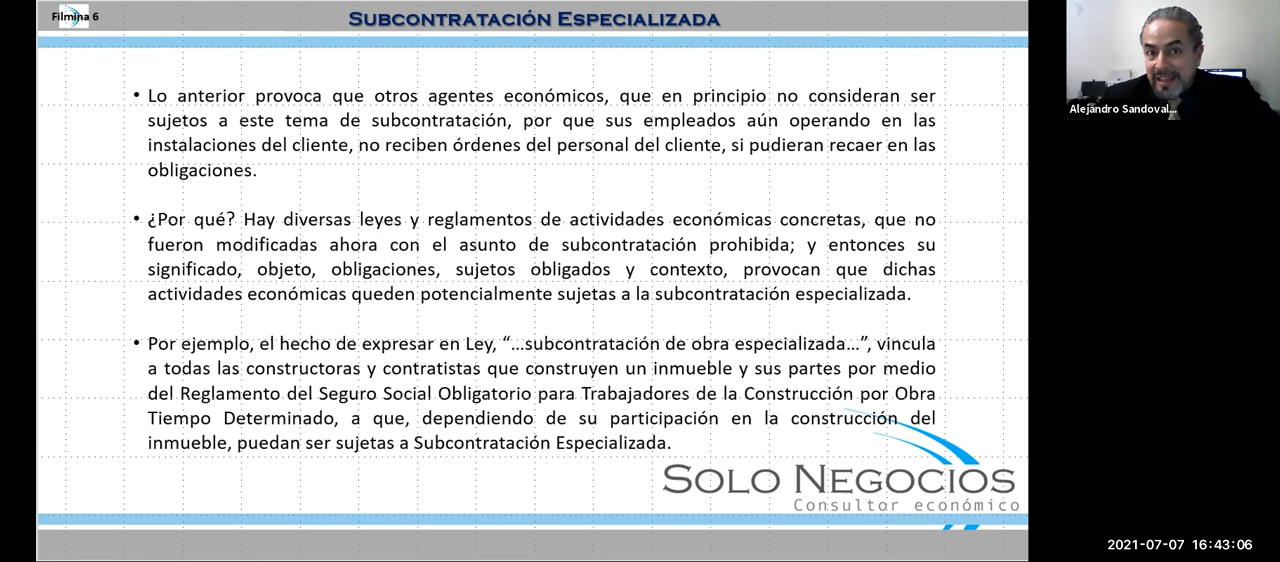 Filmina 6
SUBCONTRATACIÓN ESPECIALIZADA
• Lo anterior provoca que otros agentes económicos, que en principio no consideran ser
sujetos a este tema de subcontratación, por que sus empleados aún operando en las
instalaciones del cliente, no reciben órdenes del personal del cliente, si pudieran recaer en las
obligaciones.
• ¿Por qué? Hay diversas leyes y reglamentos de actividades económicas concretas, que no
fueron modificadas ahora con el asunto de subcontratación prohibida; y entonces su
significado, objeto, obligaciones, sujetos obligados y contexto, provocan que dichas
actividades económicas queden potencialmente sujetas a la subcontratación especializada.
• Por ejemplo, el hecho de expresar en Ley, “...subcontratación de obra especializada...”, vincula
a todas las constructoras y contratistas que construyen un inmueble y sus partes por medio
del Reglamento del Seguro Social Obligatorio para Trabajadores de la Construcción por Obra
Tiempo Determinado, a que, dependiendo de su participación en la construcción del
inmueble, puedan ser sujetas a Subcontratación Especializada.
SOLO NEGOCIOS
Consultor económico
Alejandro Sandoval...
2021-07-07 16:43:06